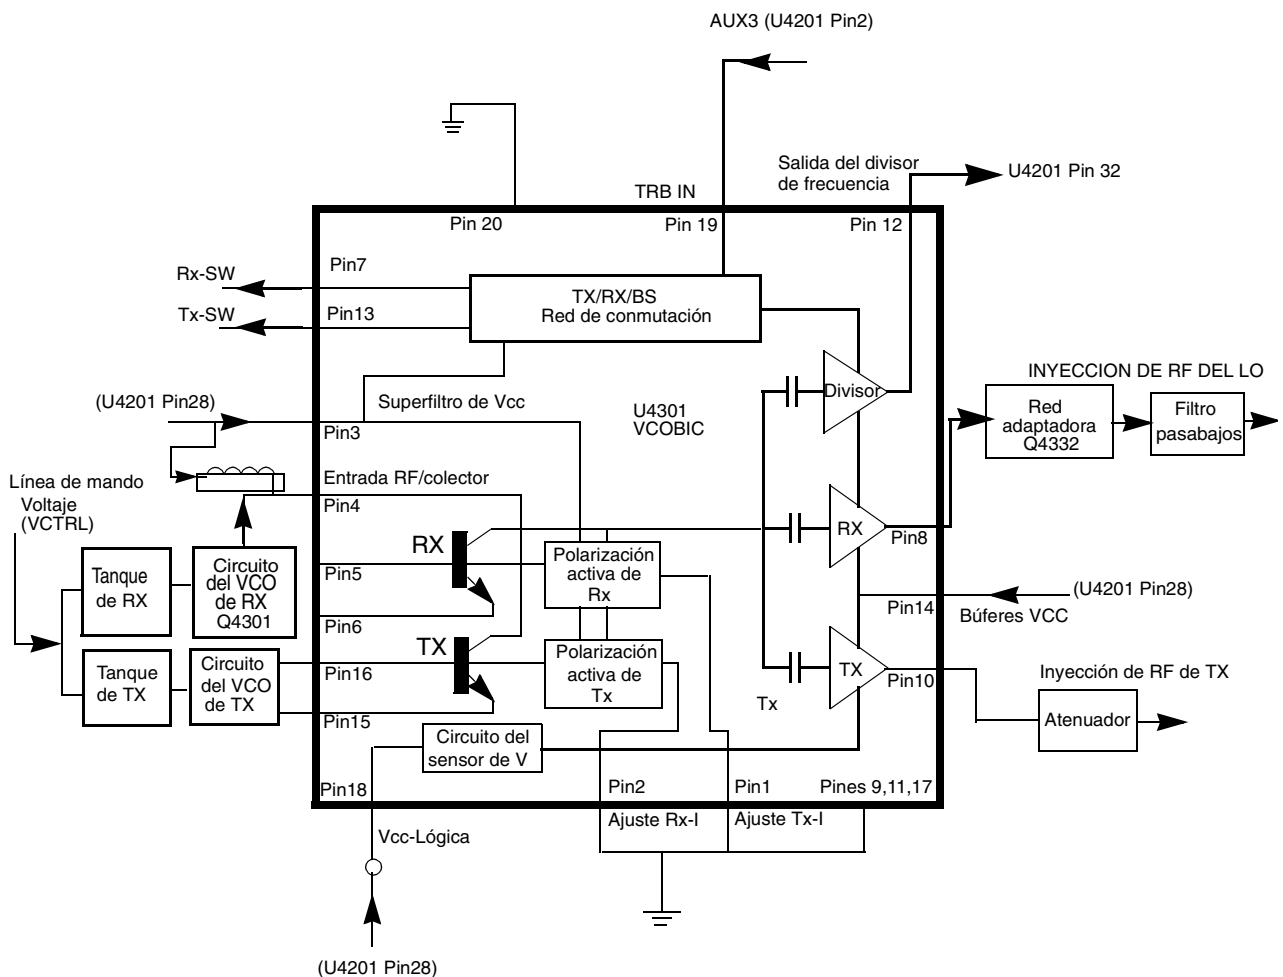 AUX3 (U4201 Pin2)
Salida del divisor
de frecuencia
U4201 Pin 32
TRB IN
Pin 20
Pin 19
Pin 12
Rx-SW
Pin7
Tx-SW
Pin13
TX/RX/BS
Red de conmutación
(U4201 Pin28)
Pin3
Superfiltro de Vcc
U4301
VCOBIC
Divisor
INYECCION DE RF DEL LO
Red
adaptadora
Q4332
Filtro
pasabajos
Línea de mando
Voltaje
(VCTRL)
Entrada RF/colector
Pin4
RX
Pin5
Pin6
Polarización
activa de
Rx
RX
Pin8
Tanque
de RX
Circuito
del VCO
de RX
Q4301
Pin14
(U4201 Pin28)
Búferes VCC
Tanque
de TX
Circuito
del VCO
de TX
TX
Pin16
Pin15
Polarización
activa de
Tx
Tx
TX
Pin10
Inyección de RF de TX
Atenuador
Circuito del
sensor de V
Pin18
Pin2
Pin1
Pines 9,11,17
Vcc-Lógica
Ajuste Rx-I
Ajuste Tx-I
(U4201 Pin28)